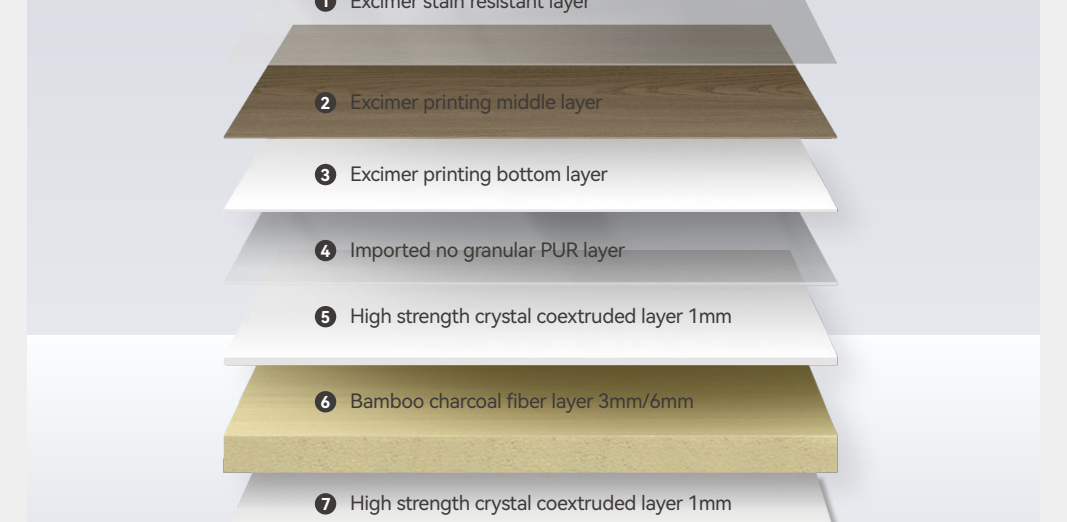 1 Excimer stain resistant layer
2 Excimer printing middle layer
3 Excimer printing bottom layer
4 Imported no granular PUR layer
5 High strength crystal coextruded layer 1mm
6 Bamboo charcoal fiber layer 3mm/6mm
7 High strength crystal coextruded layer 1mm